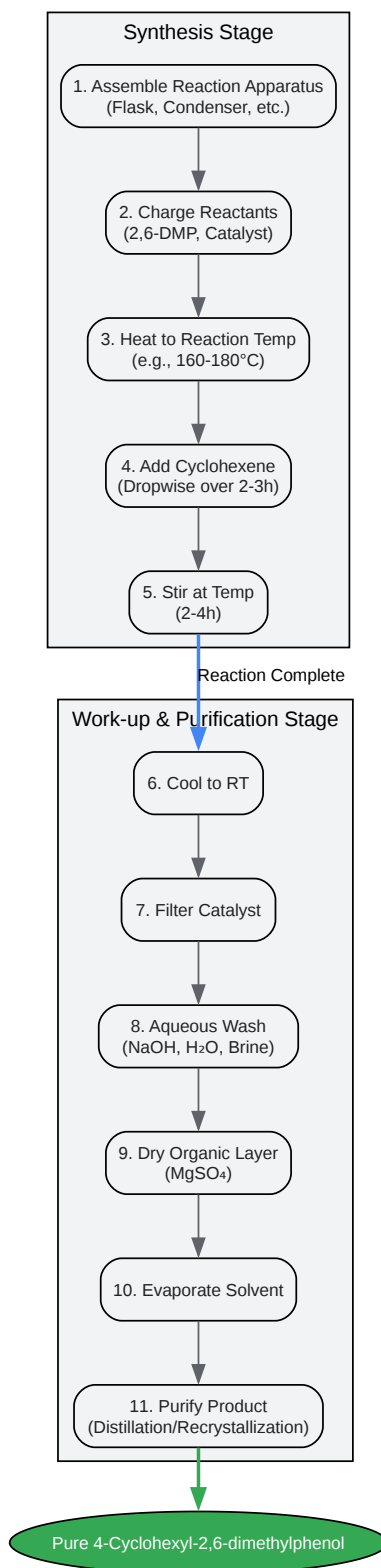 Synthesis Stage
1. Assemble Reaction Apparatus
(Flask, Condenser, etc.)
2. Charge Reactants
(2,6-DMP, Catalyst)
3. Heat to Reaction Temp
(e.g., 160-180°C)
4. Add Cyclohexene
(Dropwise over 2-3h)
5. Stir at Temp
(2-4h)
Reaction Complete
Work-up & Purification Stage
6. Cool to RT
7. Filter Catalyst
8. Aqueous Wash
(NaOH, H₂O, Brine)
9. Dry Organic Layer
(MgSO₄)
10. Evaporate Solvent
11. Purify Product
(Distillation/Recrystallization)
Pure 4-Cyclohexyl-2,6-dimethylphenol